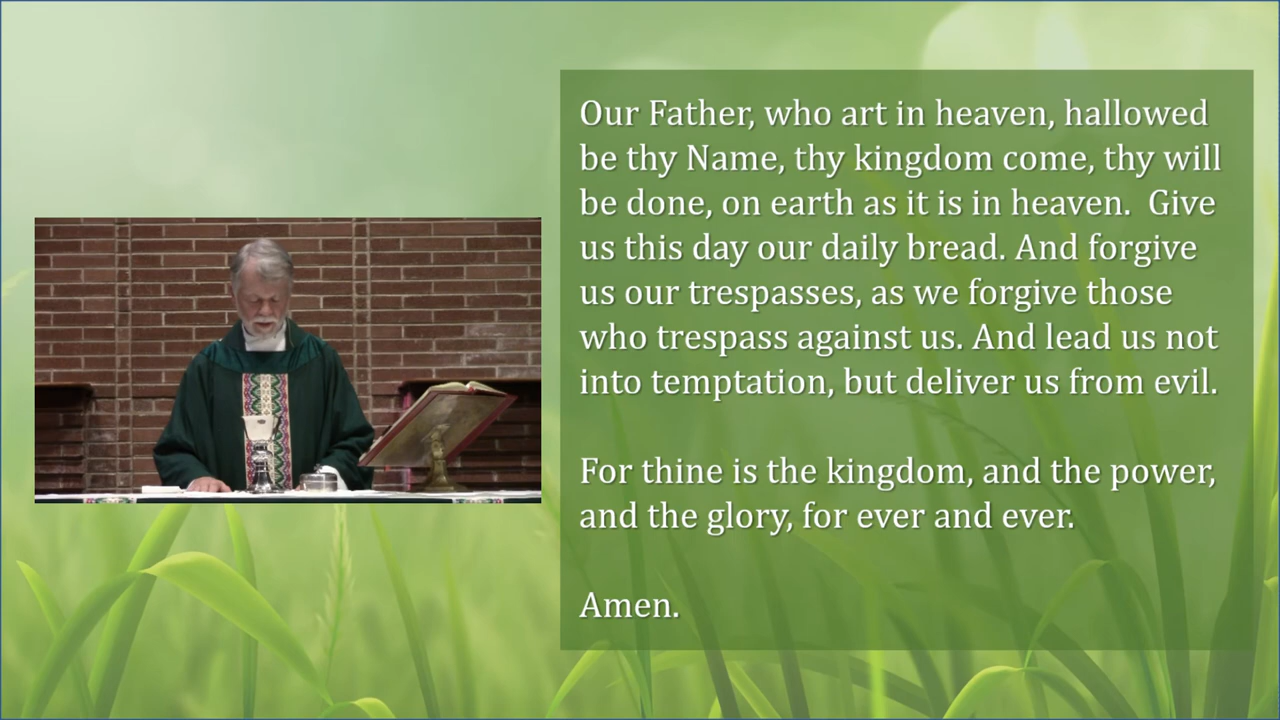 Our Father, who art in heaven, hallowed
be thy Name, thy kingdom come, thy will
be done, on earth as it is in heaven.  Give
us this day our daily bread. And forgive
us our trespasses, as we forgive those
who trespass against us. And lead us not
into temptation, but deliver us from evil.
For thine is the kingdom, and the power,
and the glory, for ever and ever.
Amen.